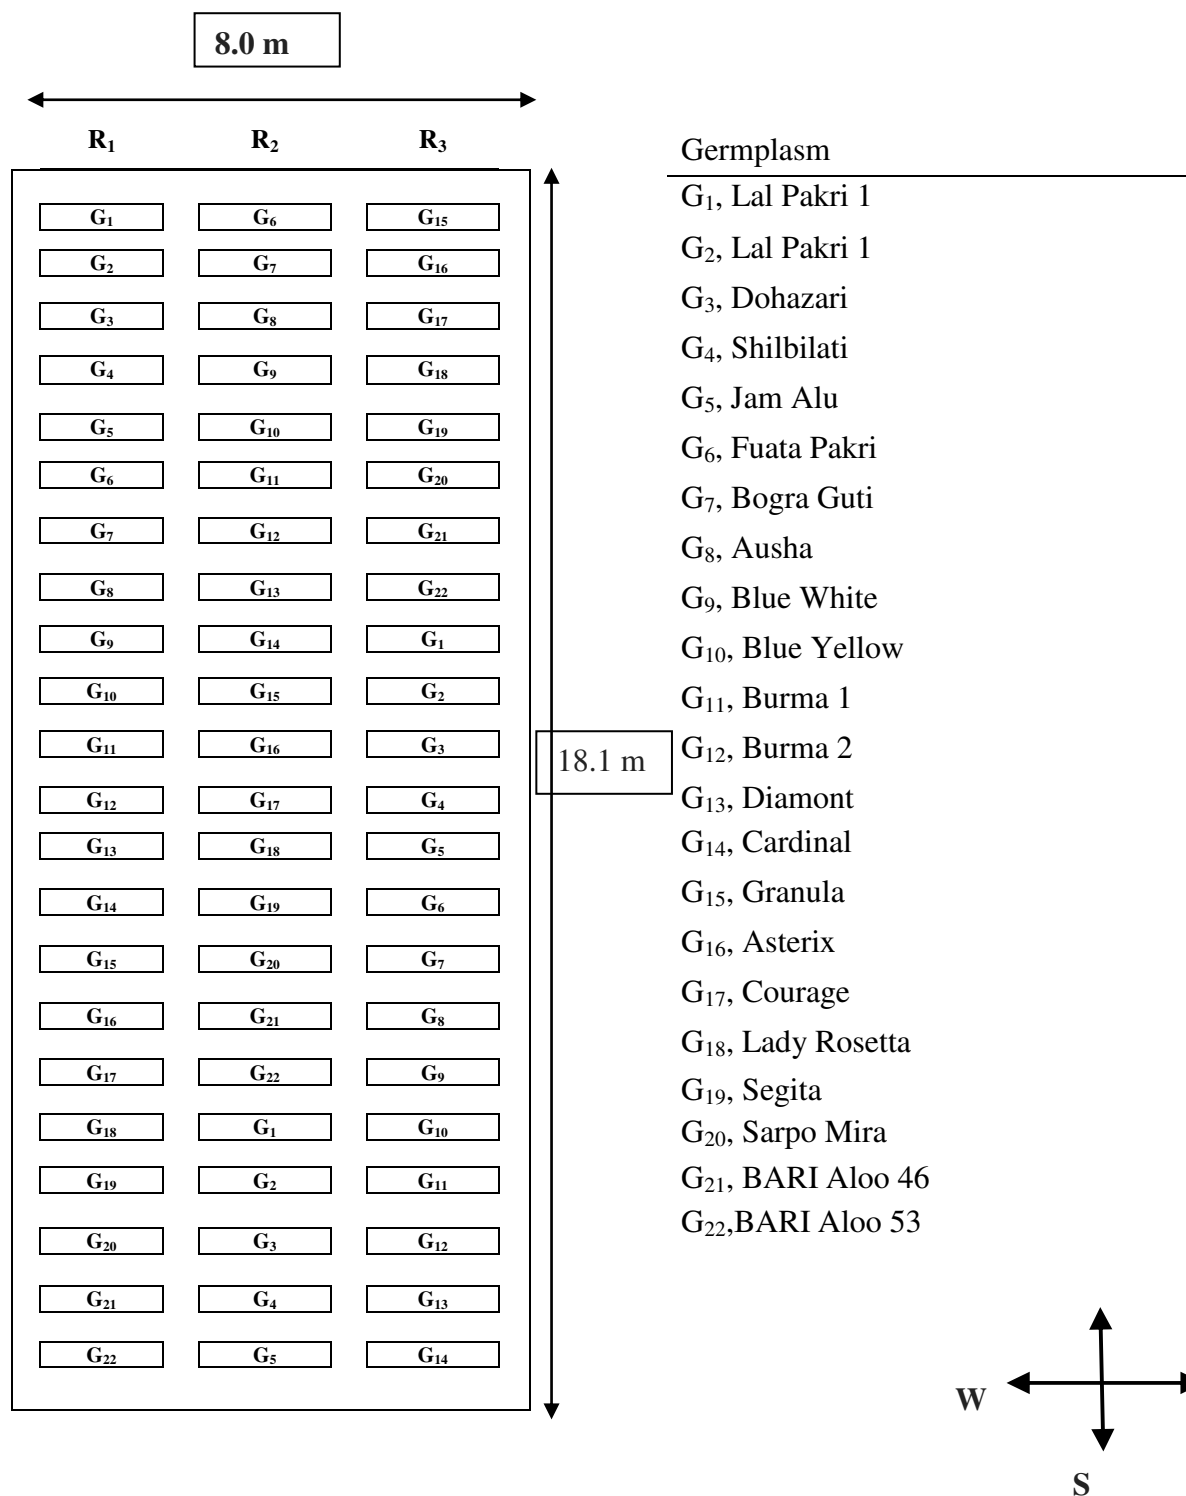 8.0 m
R₁ R₂ R₃
G₁ G₆ G₁₅
G₂ G₇ G₁₆
G₃ G₈ G₁₇
G₄ G₉ G₁₈
G₅ G₁₀ G₁₉
G₆ G₁₁ G₂₀
G₇ G₁₂ G₂₁
G₈ G₁₃ G₂₂
G₉ G₁₄ G₁
G₁₀ G₁₅ G₂
G₁₁ G₁₆ G₃
G₁₂ G₁₇ G₄
G₁₃ G₁₈ G₅
G₁₄ G₁₉ G₆
G₁₅ G₂₀ G₇
G₁₆ G₂₁ G₈
G₁₇ G₂₂ G₉
G₁₈ G₁ G₁₀
G₁₉ G₂ G₁₁
G₂₀ G₃ G₁₂
G₂₁ G₄ G₁₃
G₂₂ G₅ G₁₄
18.1 m
Germplasm
G₁, Lal Pakri 1
G₂, Lal Pakri 1
G₃, Dohazari
G₄, Shilbilati
G₅, Jam Alu
G₆, Fuata Pakri
G₇, Bogra Guti
G₈, Ausha
G₉, Blue White
G₁₀, Blue Yellow
G₁₁, Burma 1
G₁₂, Burma 2
G₁₃, Diamont
G₁₄, Cardinal
G₁₅, Granula
G₁₆, Asterix
G₁₇, Courage
G₁₈, Lady Rosetta
G₁₉, Segita
G₂₀, Sarpo Mira
G₂₁, BARI Aloo 46
G₂₂,BARI Aloo 53
W
S